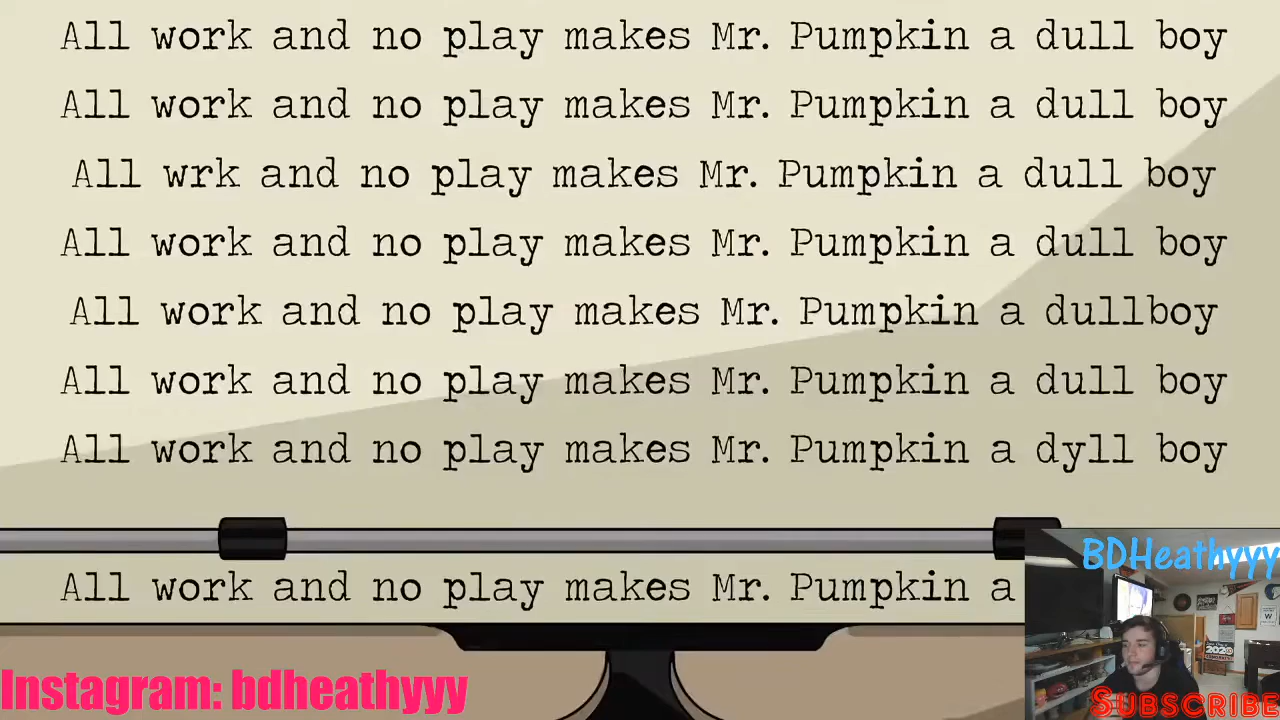 All work and no play makes Mr. Pumpkin a dull boy
All work and no play makes Mr. Pumpkin a dull boy
All wrk and no play makes Mr. Pumpkin a dull boy
All work and no play makes Mr. Pumpkin a dull boy
All work and no play makes Mr. Pumpkin a dullboy
All work and no play makes Mr. Pumpkin a dull boy
All work and no play makes Mr. Pumpkin a dyll boy
All work and no play makes Mr. Pumpkin a
BDHeathyyy
W
2020
Instagram: bdheathyyy
SUBSCRIBE